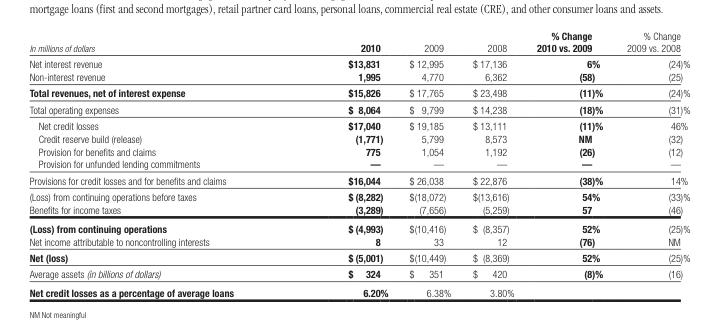 mortgage loans (first and second mortgages), retail partner card loans, personal loans, commercial real estate (CRE), and other consumer loans and assets.
% Change % Change
In millions of dollars 2010 2009 2008 2010 vs. 2009 2009 vs. 2008
Net interest revenue $13,831 $ 12,995 $ 17,136 6% (24)%
Non-interest revenue 1,995 4,770 6,362 (58) (25)
Total revenues, net of interest expense $15,826 $ 17,765 $ 23,498 (11)% (24)%
Total operating expenses $ 8,064 $ 9,799 $ 14,238 (18)% (31)%
Net credit losses $17,040 $ 19,185 $ 13,111 (11)% 46%
Credit reserve build (release) (1,771) 5,799 8,573 NM (32)
Provision for benefits and claims 775 1,054 1,192 (26) (12)
Provision for unfunded lending commitments — — — — —
Provisions for credit losses and for benefits and claims $16,044 $ 26,038 $ 22,876 (38)% 14%
(Loss) from continuing operations before taxes $ (8,282) $(18,072) $(13,616) 54% (33)%
Benefits for income taxes (3,289) (7,656) (5,259) 57 (46)
(Loss) from continuing operations $ (4,993) $(10,416) $ (8,357) 52% (25)%
Net income attributable to noncontrolling interests 8 33 12 (76) NM
Net (loss) $ (5,001) $(10,449) $ (8,369) 52% (25)%
Average assets (in billions of dollars) $ 324 $ 351 $ 420 (8)% (16)
Net credit losses as a percentage of average loans 6.20% 6.38% 3.80%
NM Not meaningful